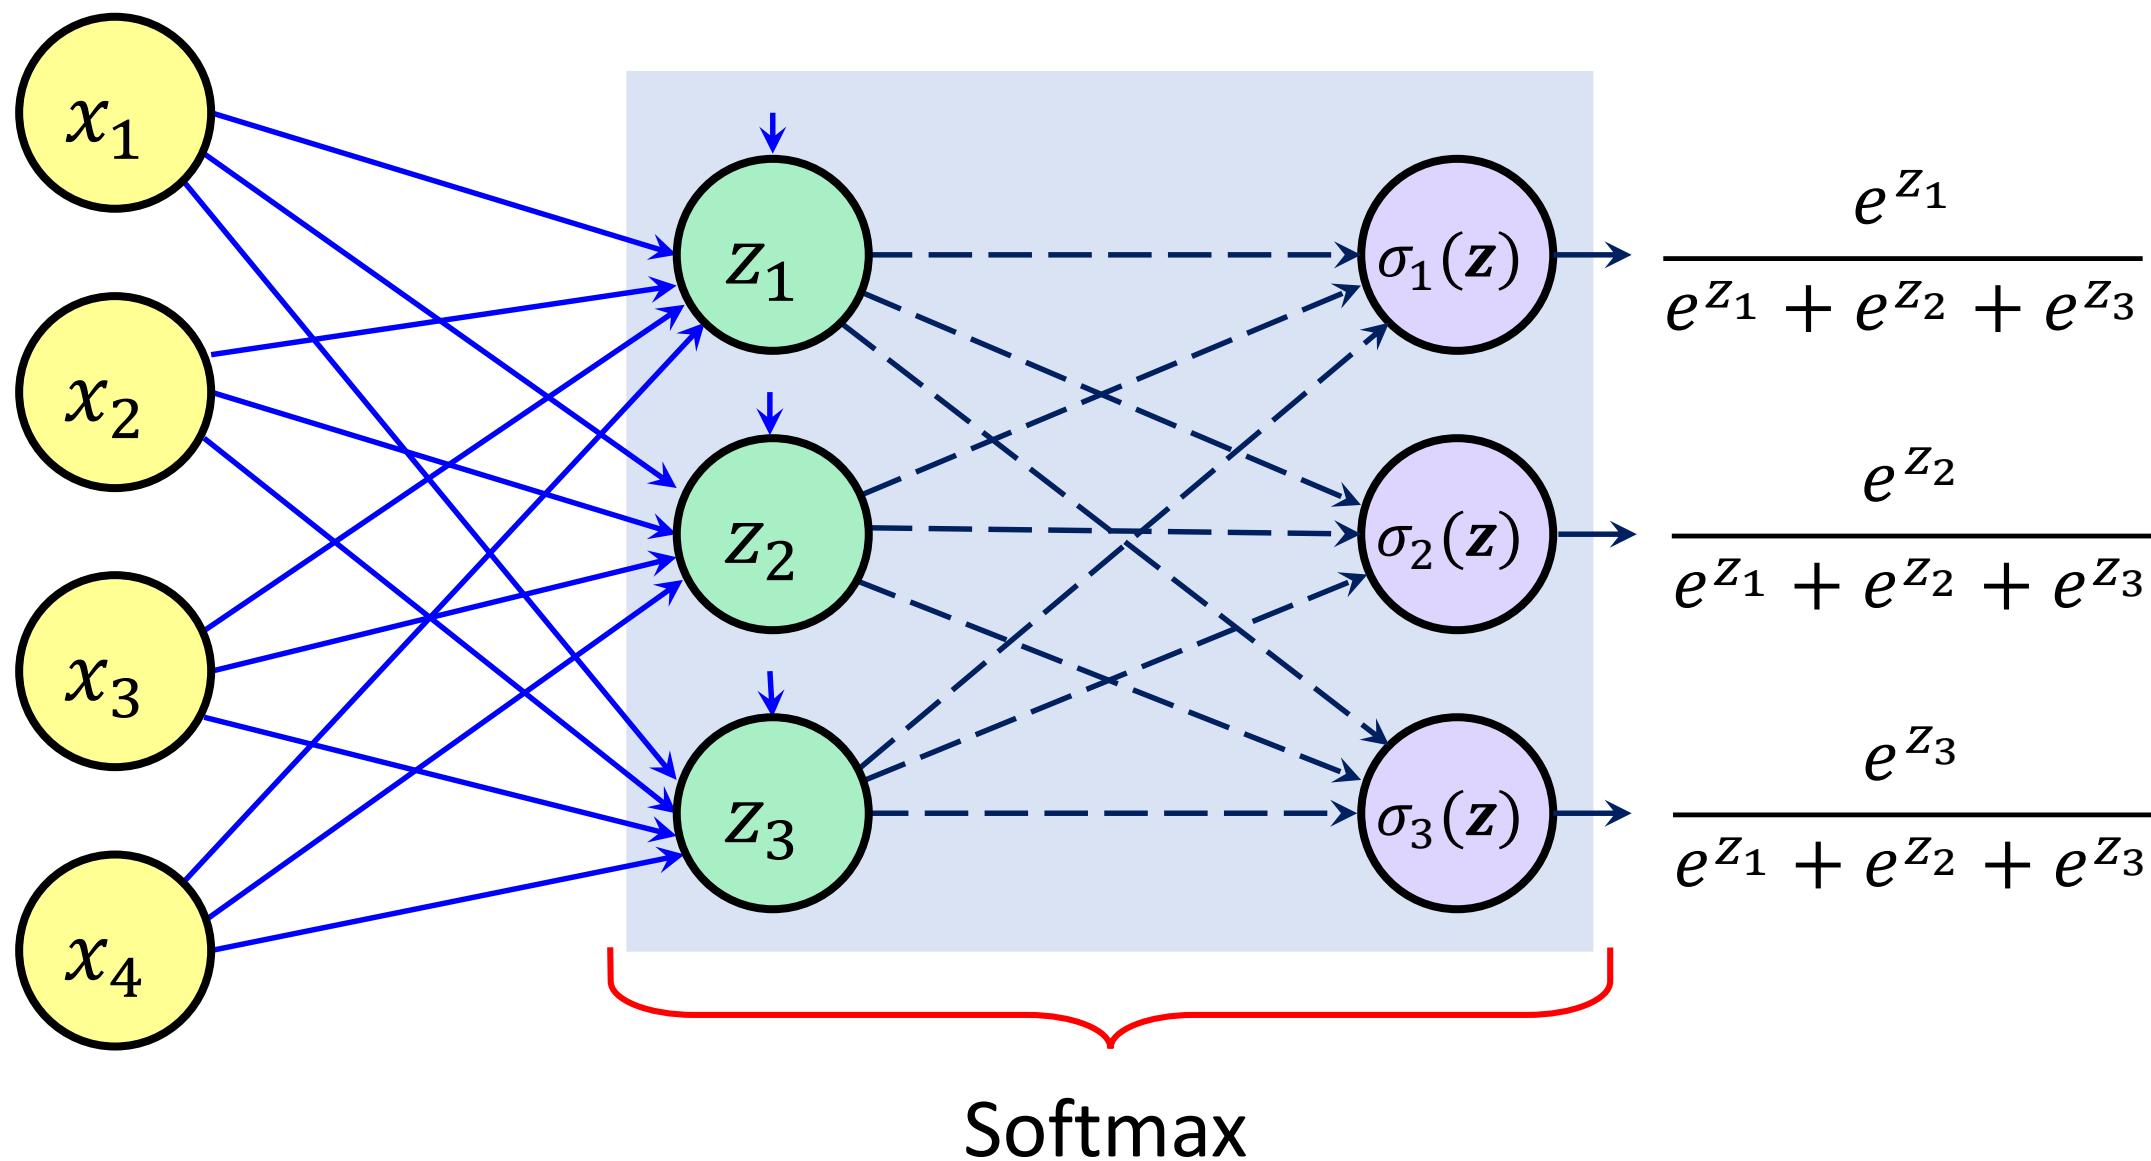 x₁
x₂
x₃
x₄
z₁
z₂
z₃
σ₁(𝒛)
σ₂(𝒛)
σ₃(𝒛)
e^{z₁} / (e^{z₁} + e^{z₂} + e^{z₃})
e^{z₂} / (e^{z₁} + e^{z₂} + e^{z₃})
e^{z₃} / (e^{z₁} + e^{z₂} + e^{z₃})
Softmax